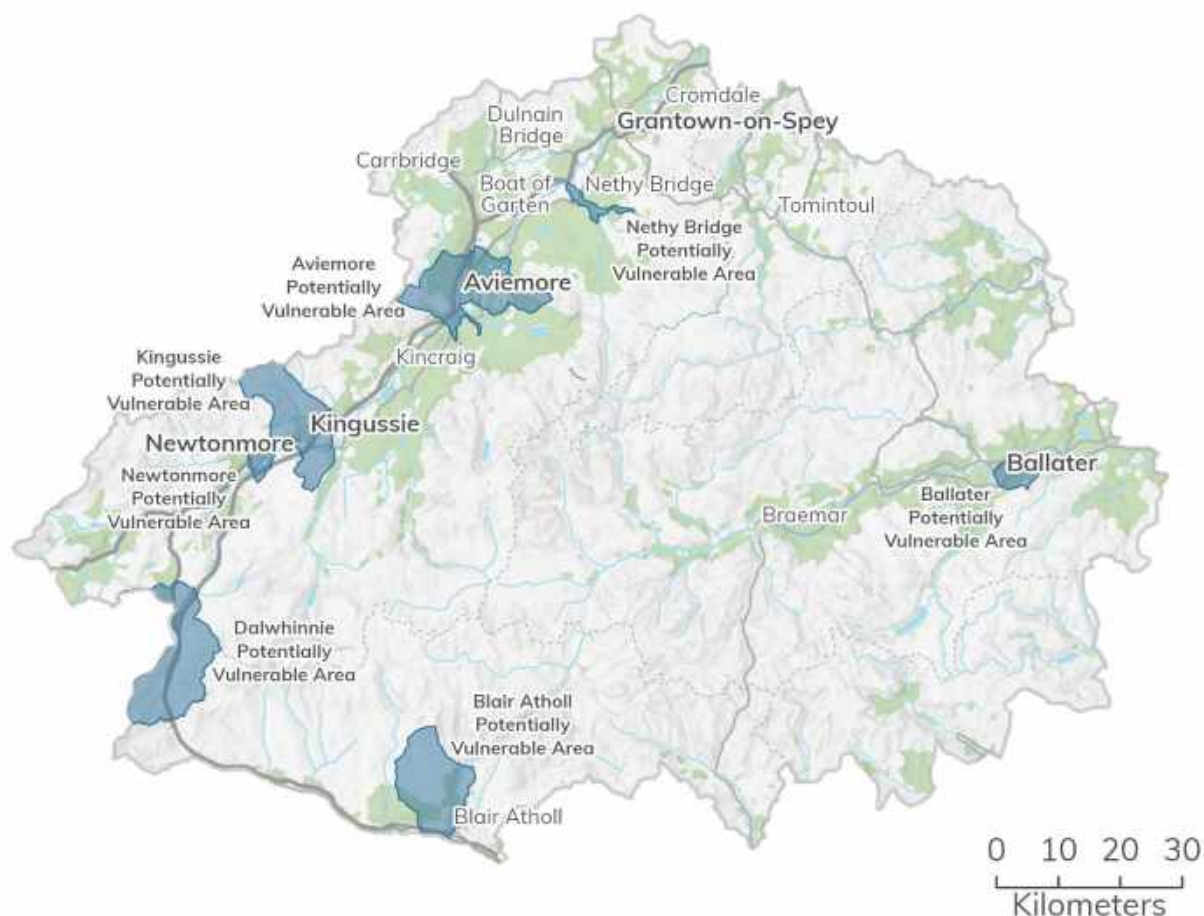 Cromdale
Grantown-on-Spey
Dulnain
Bridge
Carrbridge
Boat of
Garten
Nethy Bridge
Tomintoul
Nethy Bridge
Potentially
Vulnerable Area
Aviemore
Potentially
Vulnerable Area
Aviemore
Kincraig
Kingussie
Potentially
Vulnerable Area
Kingussie
Newtonmore
Newtonmore
Potentially
Vulnerable Area
Ballater
Ballater
Potentially
Vulnerable Area
Braemar
Dalwhinnie
Potentially
Vulnerable Area
Blair Atholl
Potentially
Vulnerable Area
Blair Atholl
0 10 20 30
Kilometers